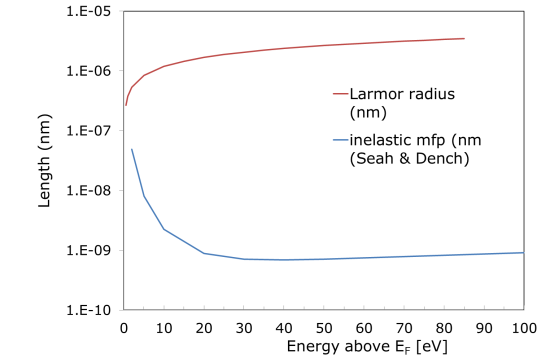 1.E-05
1.E-06
1.E-07
1.E-08
1.E-09
1.E-10
Length (nm)
Larmor radius
(nm)
inelastic mfp (nm
(Seah & Dench)
0 10 20 30 40 50 60 70 80 90 100
Energy above EF [eV]